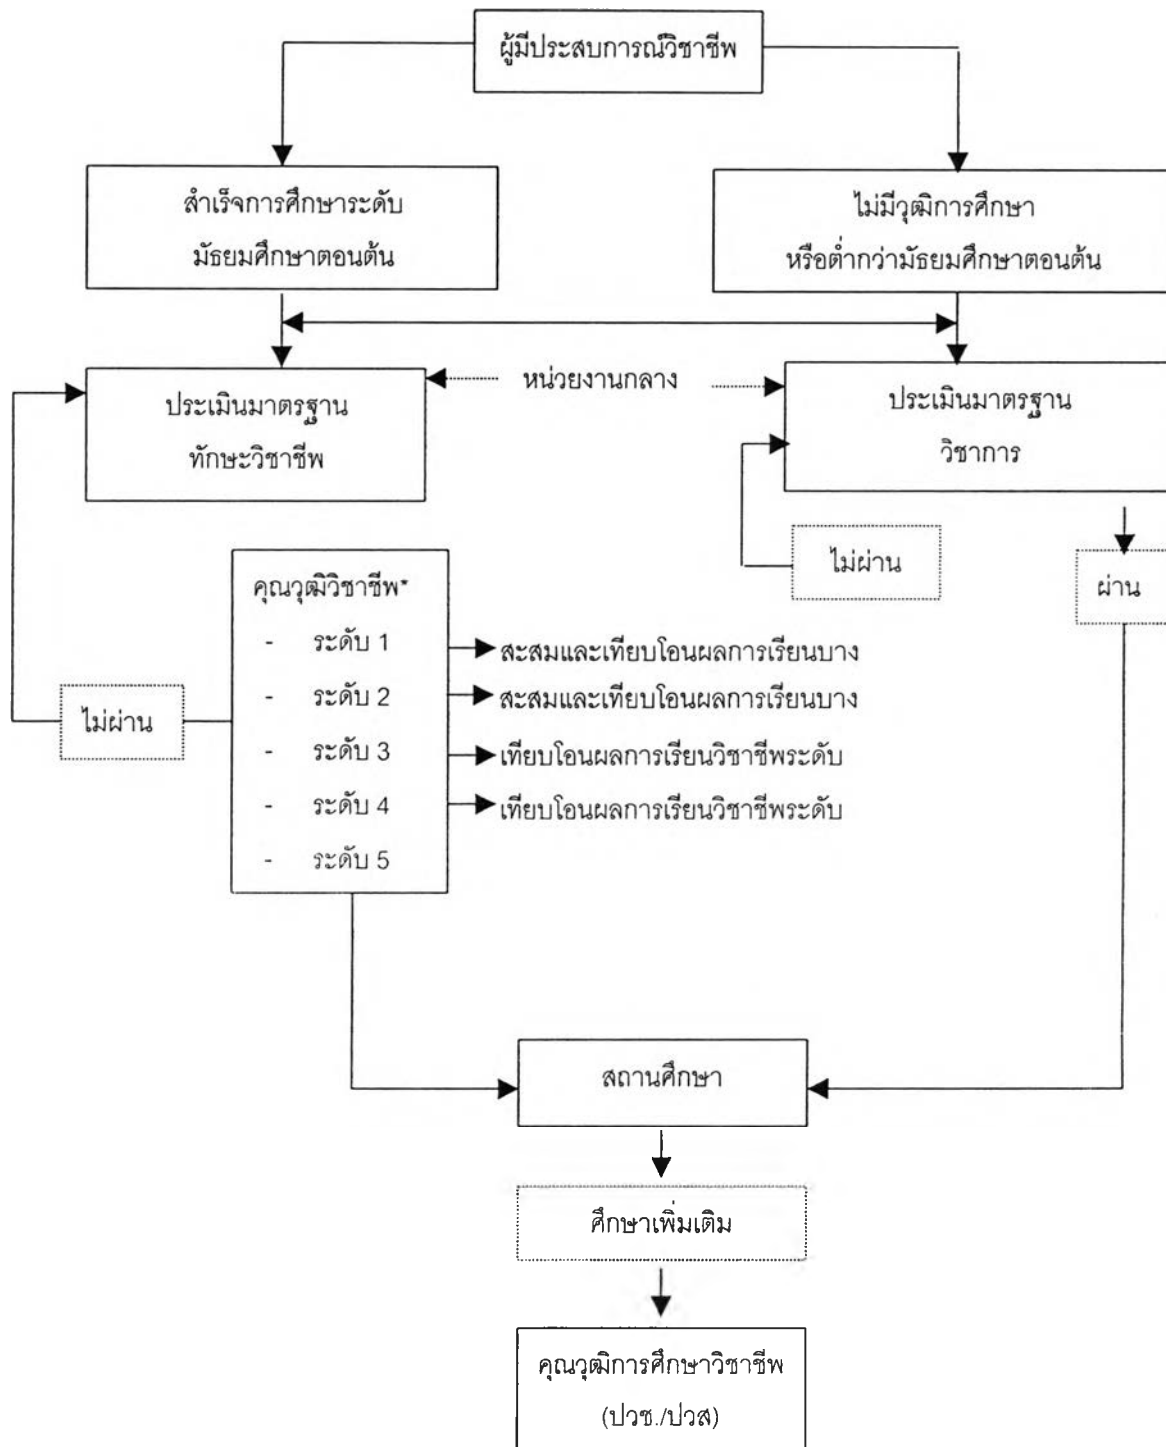 ผู้มีประสบการณ์วิชาชีพ
สำเร็จการศึกษาระดับ
มัธยมศึกษาตอนต้น
ไม่มีวุฒิการศึกษา
หรือต่ำกว่ามัธยมศึกษาตอนต้น
หน่วยงานกลาง
ประเมินมาตรฐาน
ทักษะวิชาชีพ
ประเมินมาตรฐาน
วิชาการ
ไม่ผ่าน
ผ่าน
คุณวุฒิวิชาชีพ*
- ระดับ 1
- ระดับ 2
- ระดับ 3
- ระดับ 4
- ระดับ 5
ไม่ผ่าน
สะสมและเทียบโอนผลการเรียนบาง
สะสมและเทียบโอนผลการเรียนบาง
เทียบโอนผลการเรียนวิชาชีพระดับ
เทียบโอนผลการเรียนวิชาชีพระดับ
สถานศึกษา
ศึกษาเพิ่มเติม
คุณวุฒิการศึกษาวิชาชีพ
(ปวช./ปวส)